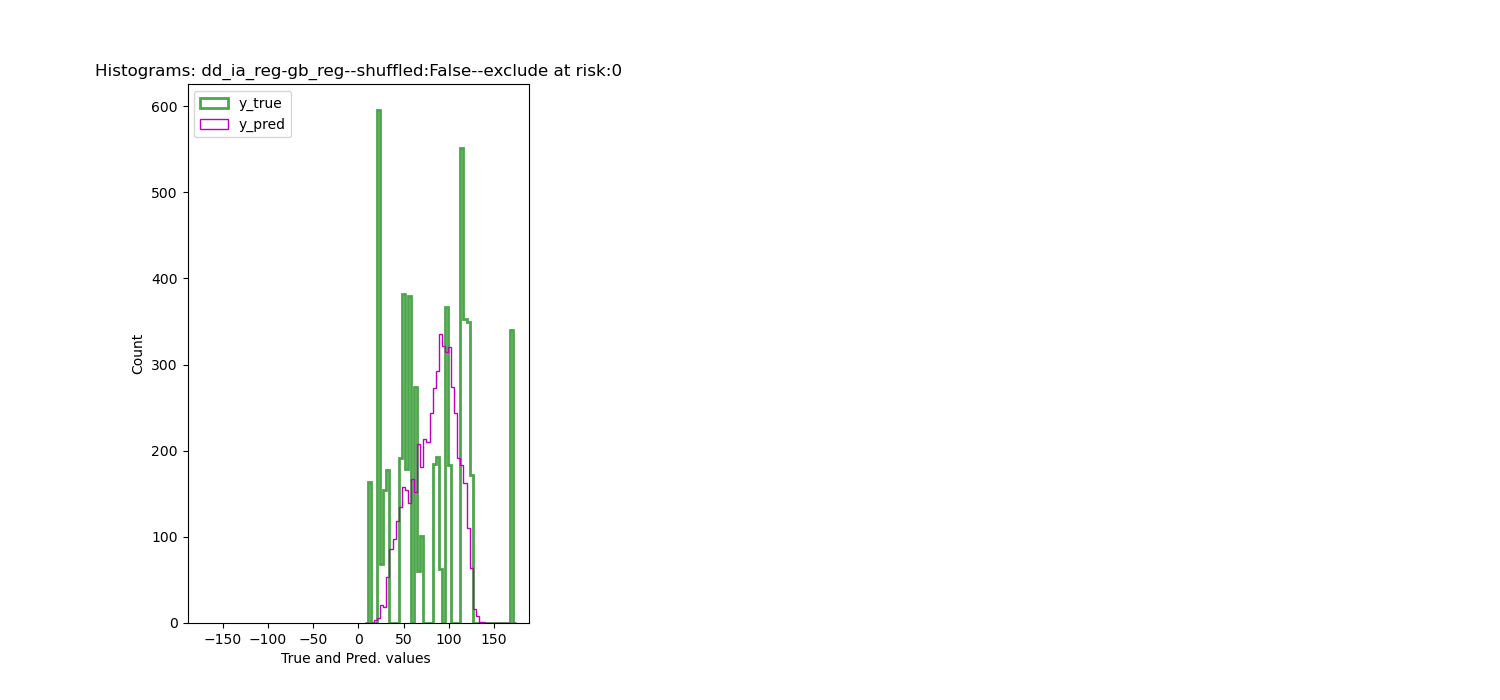 Histograms: dd_ia_reg-gb_reg--shuffled:False--exclude at risk:0
y_true
y_pred
600
500
400
300
200
100
0
Count
−150 −100 −50 0 50 100 150
True and Pred. values